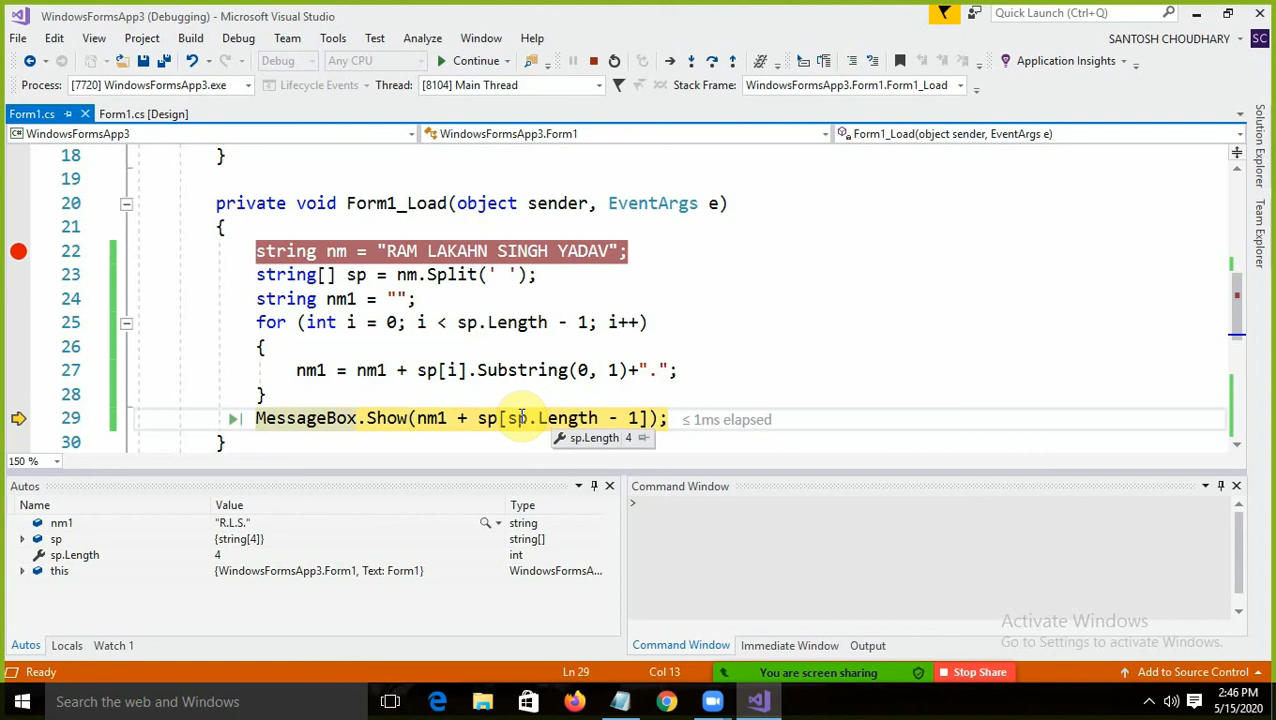 WindowsFormsApp3 (Debugging) - Microsoft Visual Studio
Quick Launch (Ctrl+Q)
File Edit View Project Build Debug Team Tools Test Analyze Window Help
SANTOSH CHOUDHARY SC
Debug Any CPU Continue Application Insights
Process: [7720] WindowsFormsApp3.exe Lifecycle Events Thread: [8104] Main Thread Stack Frame: WindowsFormsApp3.Form1.Form1_Load
Form1.cs Form1.cs [Design]
WindowsFormsApp3 WindowsFormsApp3.Form1 Form1_Load(object sender, EventArgs e)
18 }
19
20 private void Form1_Load(object sender, EventArgs e)
21 {
22 string nm = "RAM LAKAHN SINGH YADAV";
23 string[] sp = nm.Split(' ');
24 string nm1 = "";
25 for (int i = 0; i < sp.Length - 1; i++)
26 {
27 nm1 = nm1 + sp[i].Substring(0, 1)+".";
28 }
29 MessageBox.Show(nm1 + sp[sp.Length - 1]); ≤ 1ms elapsed
sp.Length 4
30 }
150 %
Solution Explorer
Team Explorer
Autos
Name Value Type
nm1 "R.L.S." string
sp {string[4]} string[]
sp.Length 4 int
this {WindowsFormsApp3.Form1, Text: Form1} WindowsFormsA...
Autos Locals Watch 1
Command Window
>
Activate Windows
Go to Settings to activate Windows.
Command Window Immediate Window Output
Ready Ln 29 Col 13 You are screen sharing Stop Share Add to Source Control
Search the web and Windows
2:46 PM
5/15/2020